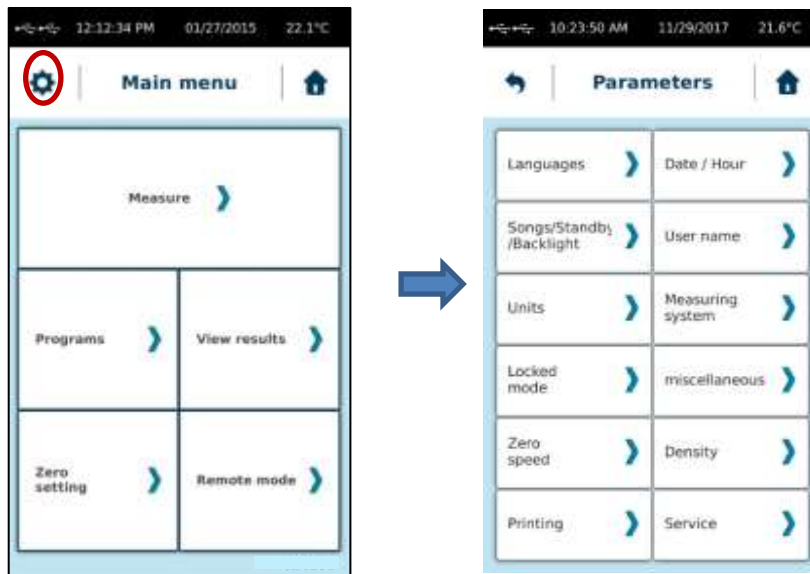 12:12:34 PM 01/27/2015 22.1°C
Main menu
Measure
Programs
View results
Zero
setting
Remote mode
10:23:50 AM 11/29/2017 21.6°C
Parameters
Languages
Date / Hour
Songs/Standby
/Backlight
User name
Units
Measuring
system
Locked
mode
miscellaneous
Zero
speed
Density
Printing
Service